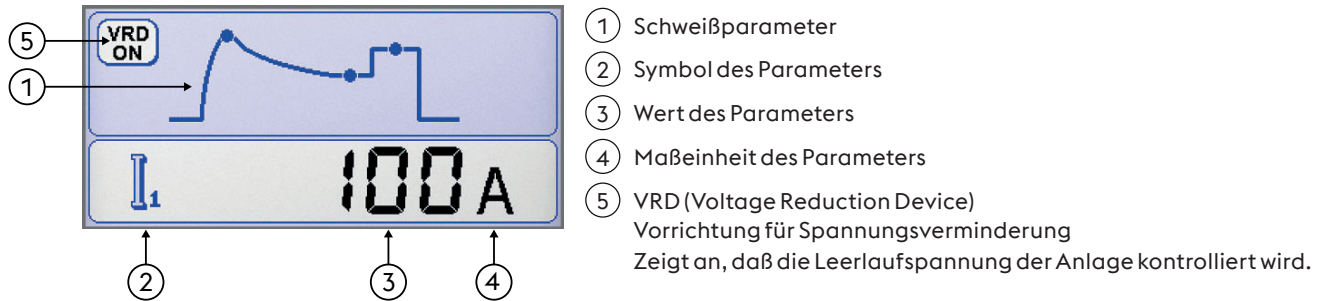 VRD
ON
5
1
I1
100 A
2
3
4
1 Schweißparameter
2 Symbol des Parameters
3 Wert des Parameters
4 Maßeinheit des Parameters
5 VRD (Voltage Reduction Device)
Vorrichtung für Spannungsverminderung
Zeigt an, daß die Leerlaufspannung der Anlage kontrolliert wird.